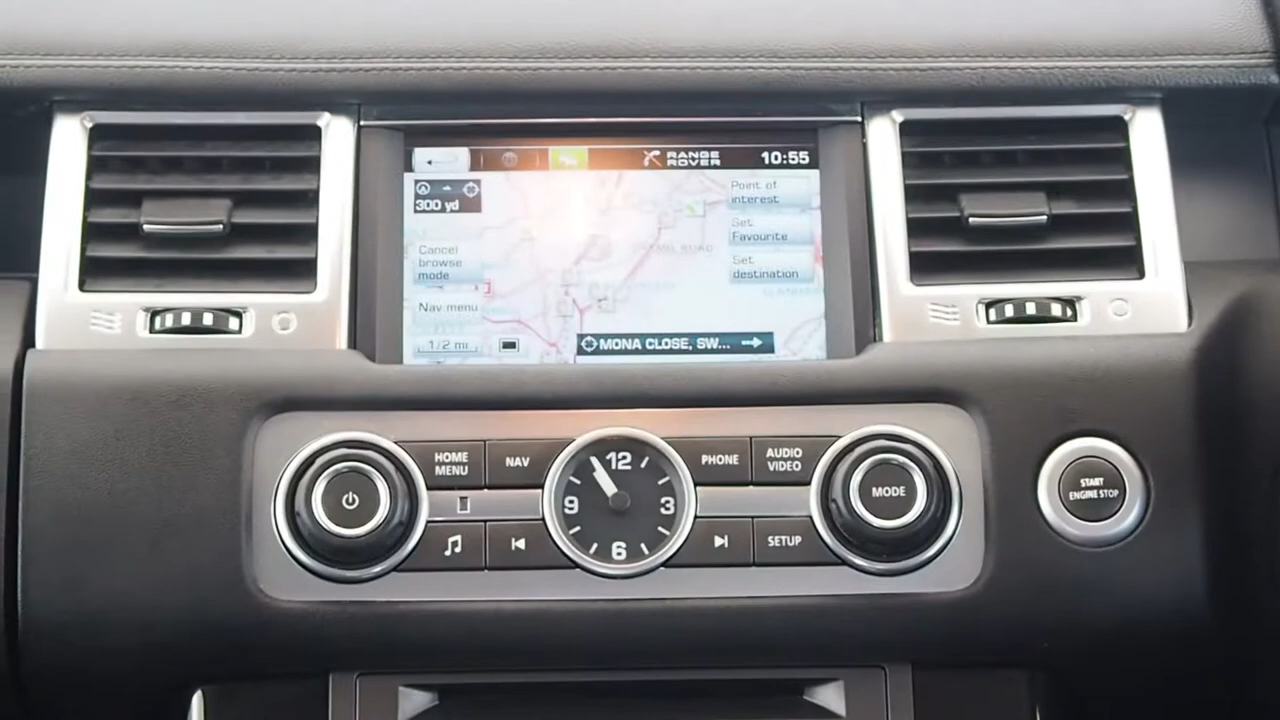 RANGE
ROVER
10:55
300 yd
Point of
interest
Set
Favourite
Set
destination
Cancel
browse
mode
Nav menu
1/2 mi
MONA CLOSE, SW...
HOME
MENU
NAV
12
3
6
9
PHONE
AUDIO
VIDEO
MODE
SETUP
START
ENGINE STOP